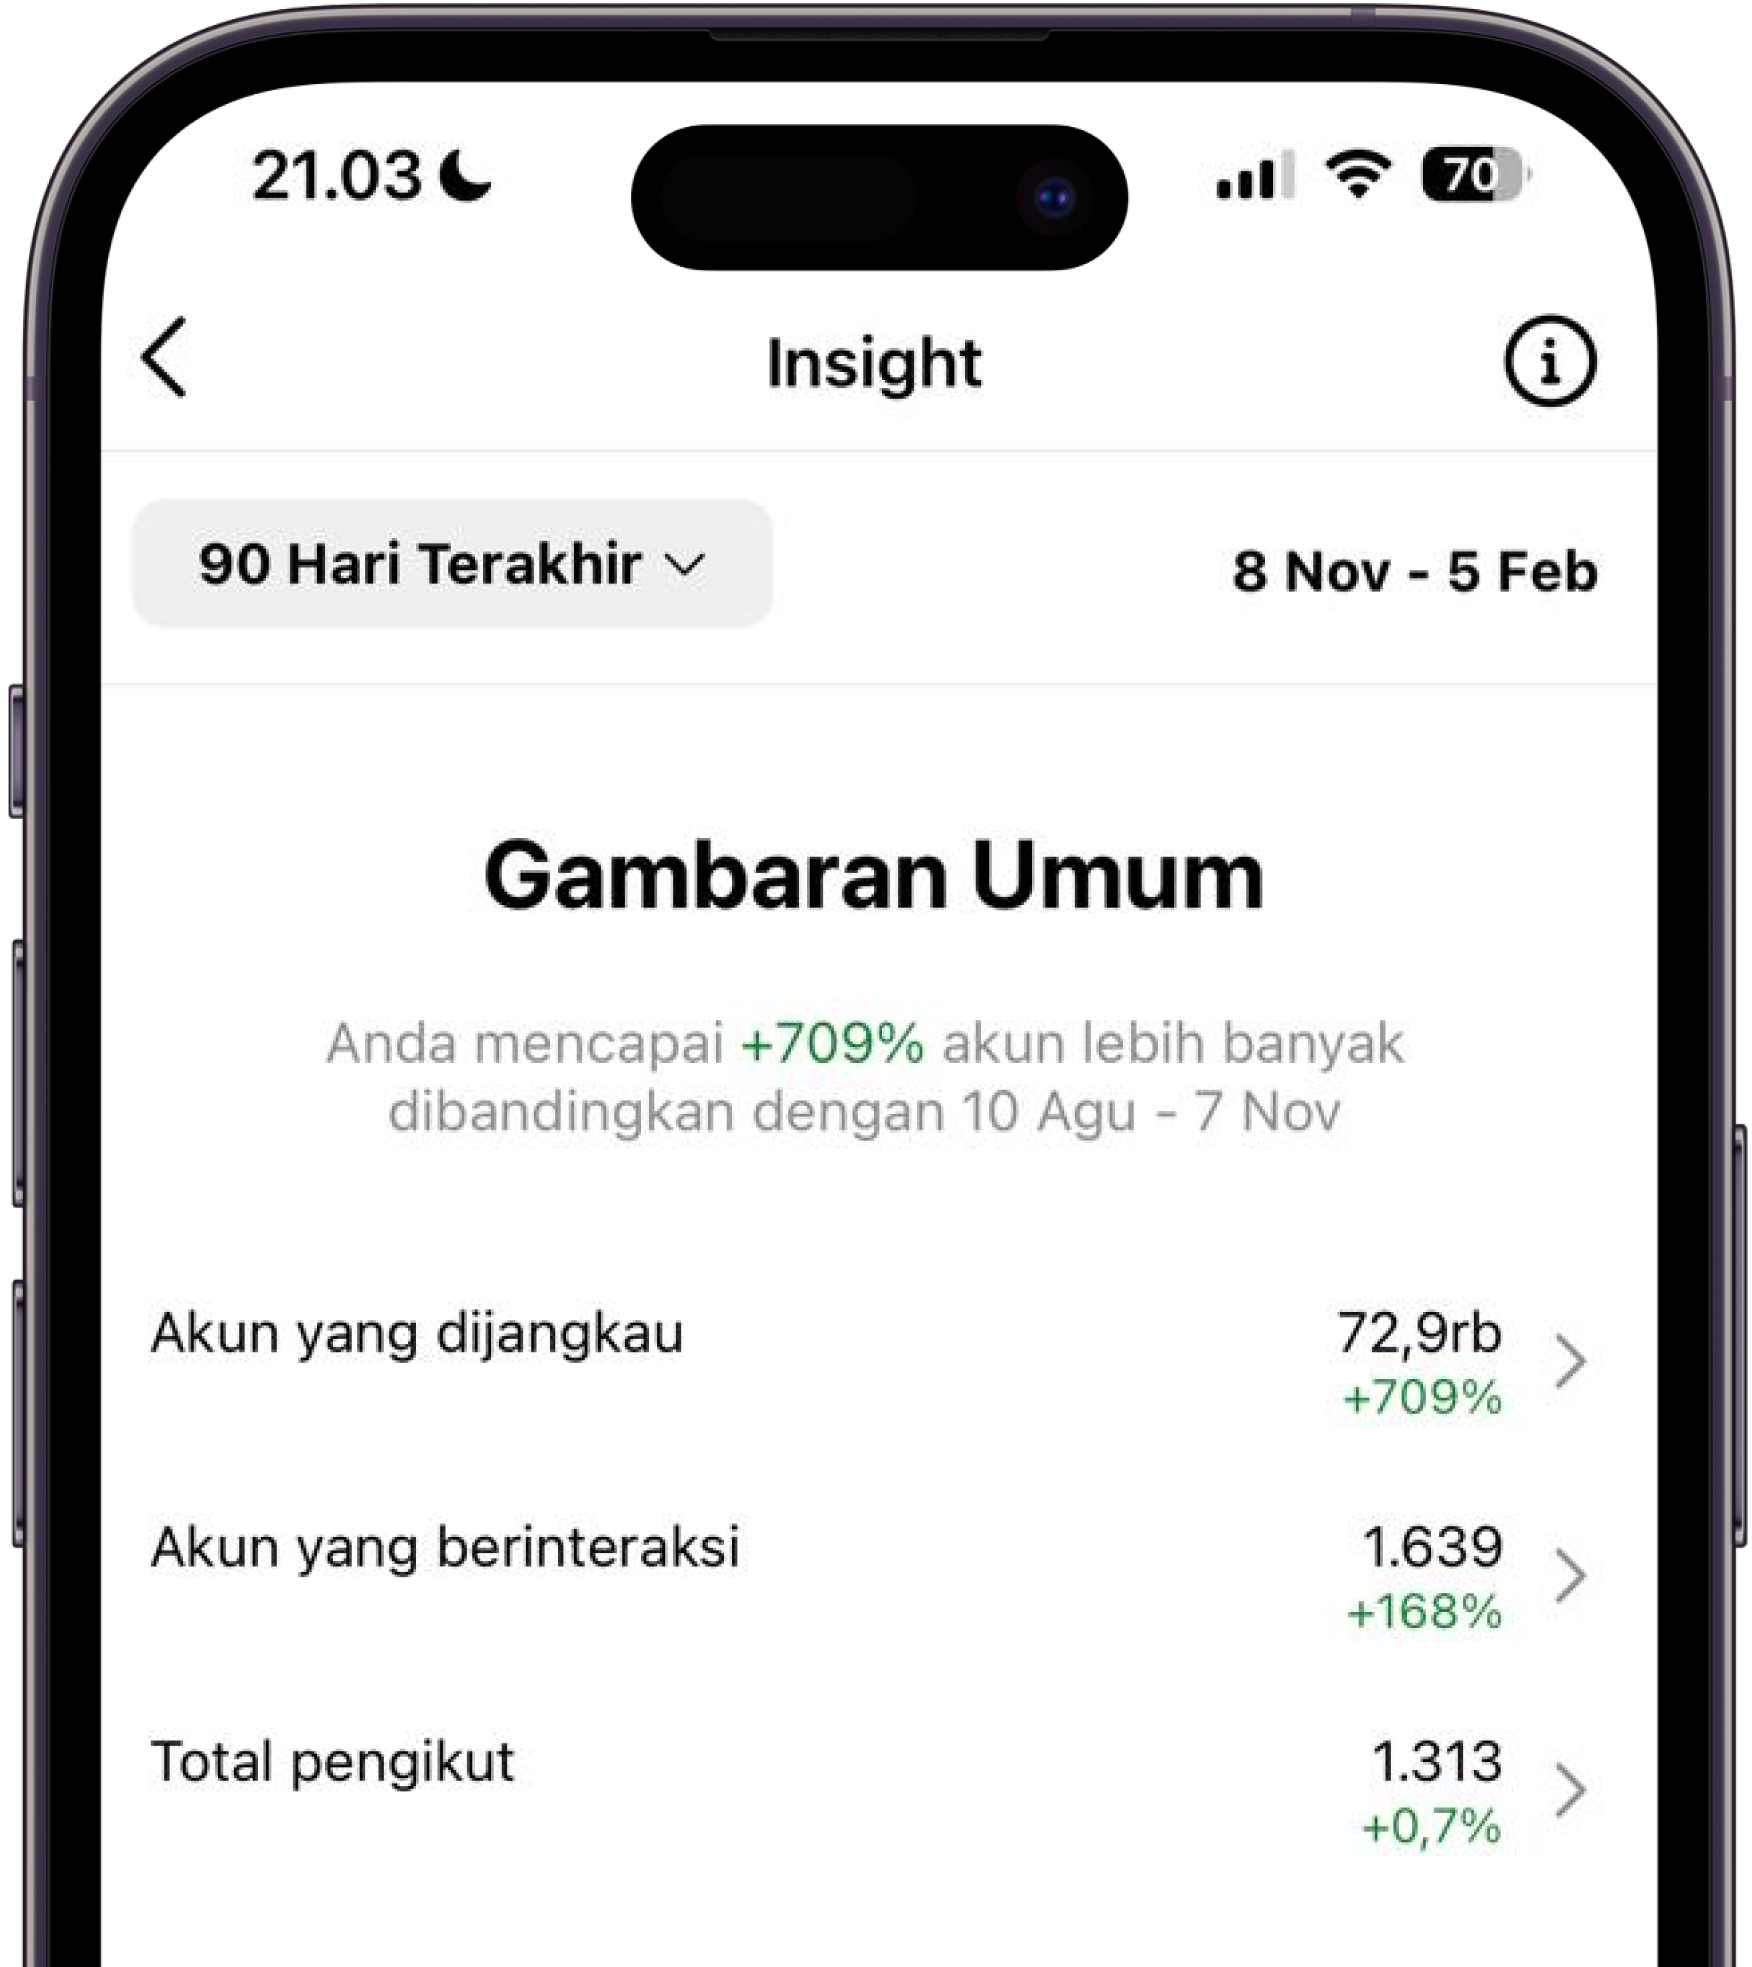 21.03
70
Insight
90 Hari Terakhir
8 Nov - 5 Feb
Gambaran Umum
Anda mencapai +709% akun lebih banyak
dibandingkan dengan 10 Agu - 7 Nov
Akun yang dijangkau
72,9rb
+709%
Akun yang berinteraksi
1.639
+168%
Total pengikut
1.313
+0,7%